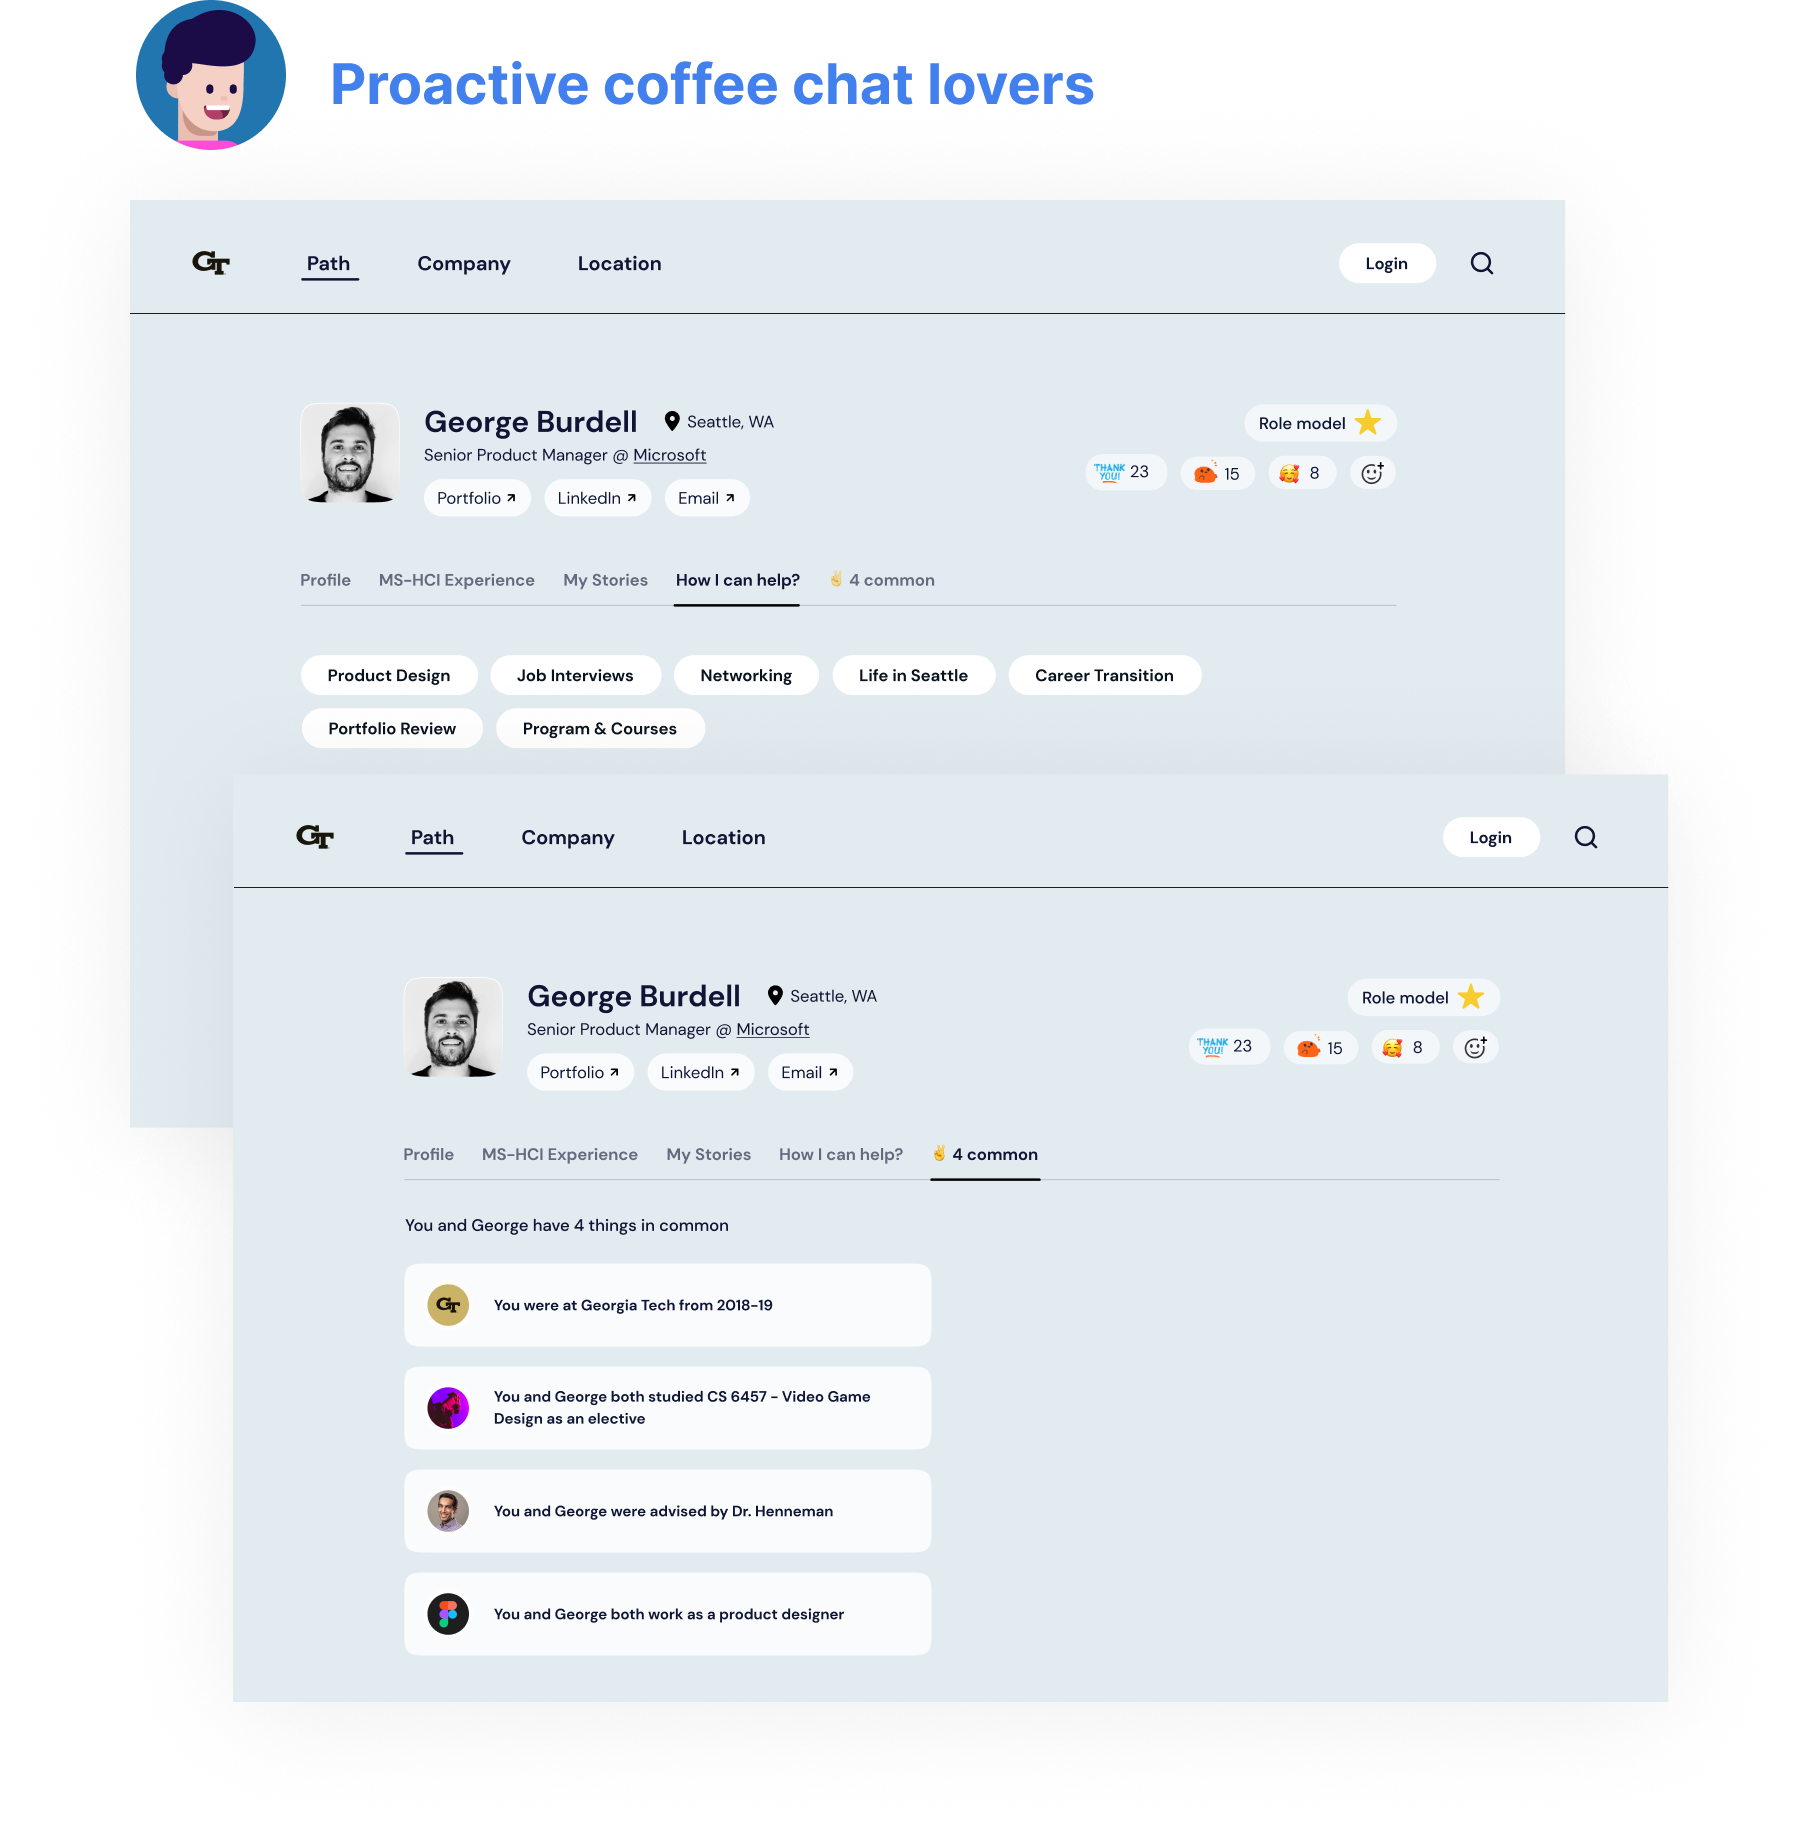 Proactive coffee chat lovers
GT Path Company Location Login
George Burdell Seattle, WA Role model
Senior Product Manager @ Microsoft
THANK YOU! 23 15 8
Portfolio LinkedIn Email
Profile MS-HCI Experience My Stories How I can help? 4 common
Product Design Job Interviews Networking Life in Seattle Career Transition
Portfolio Review Program & Courses
GT Path Company Location Login
George Burdell Seattle, WA Role model
Senior Product Manager @ Microsoft
THANK YOU! 23 15 8
Portfolio LinkedIn Email
Profile MS-HCI Experience My Stories How I can help? 4 common
You and George have 4 things in common
GT You were at Georgia Tech from 2018-19
You and George both studied CS 6457 - Video Game
Design as an elective
You and George were advised by Dr. Henneman
You and George both work as a product designer